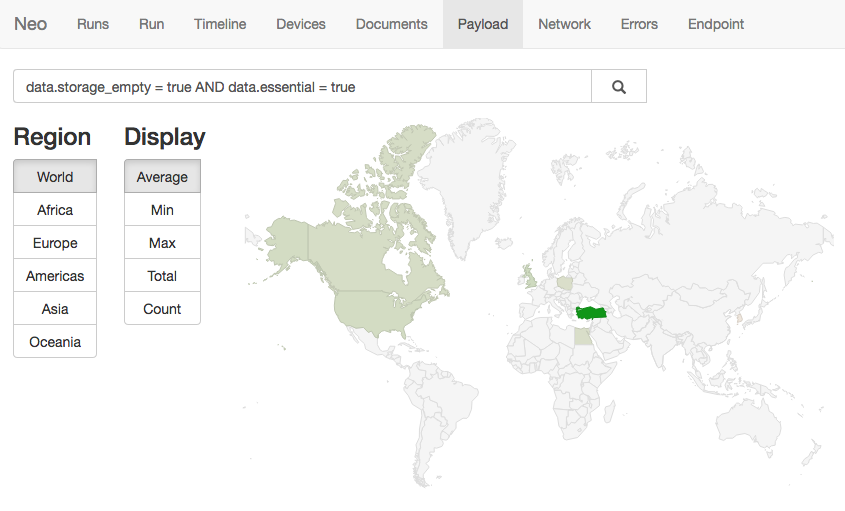 Neo Runs Run Timeline Devices Documents Payload Network Errors Endpoint
data.storage_empty = true AND data.essential = true
Region
World
Africa
Europe
Americas
Asia
Oceania
Display
Average
Min
Max
Total
Count